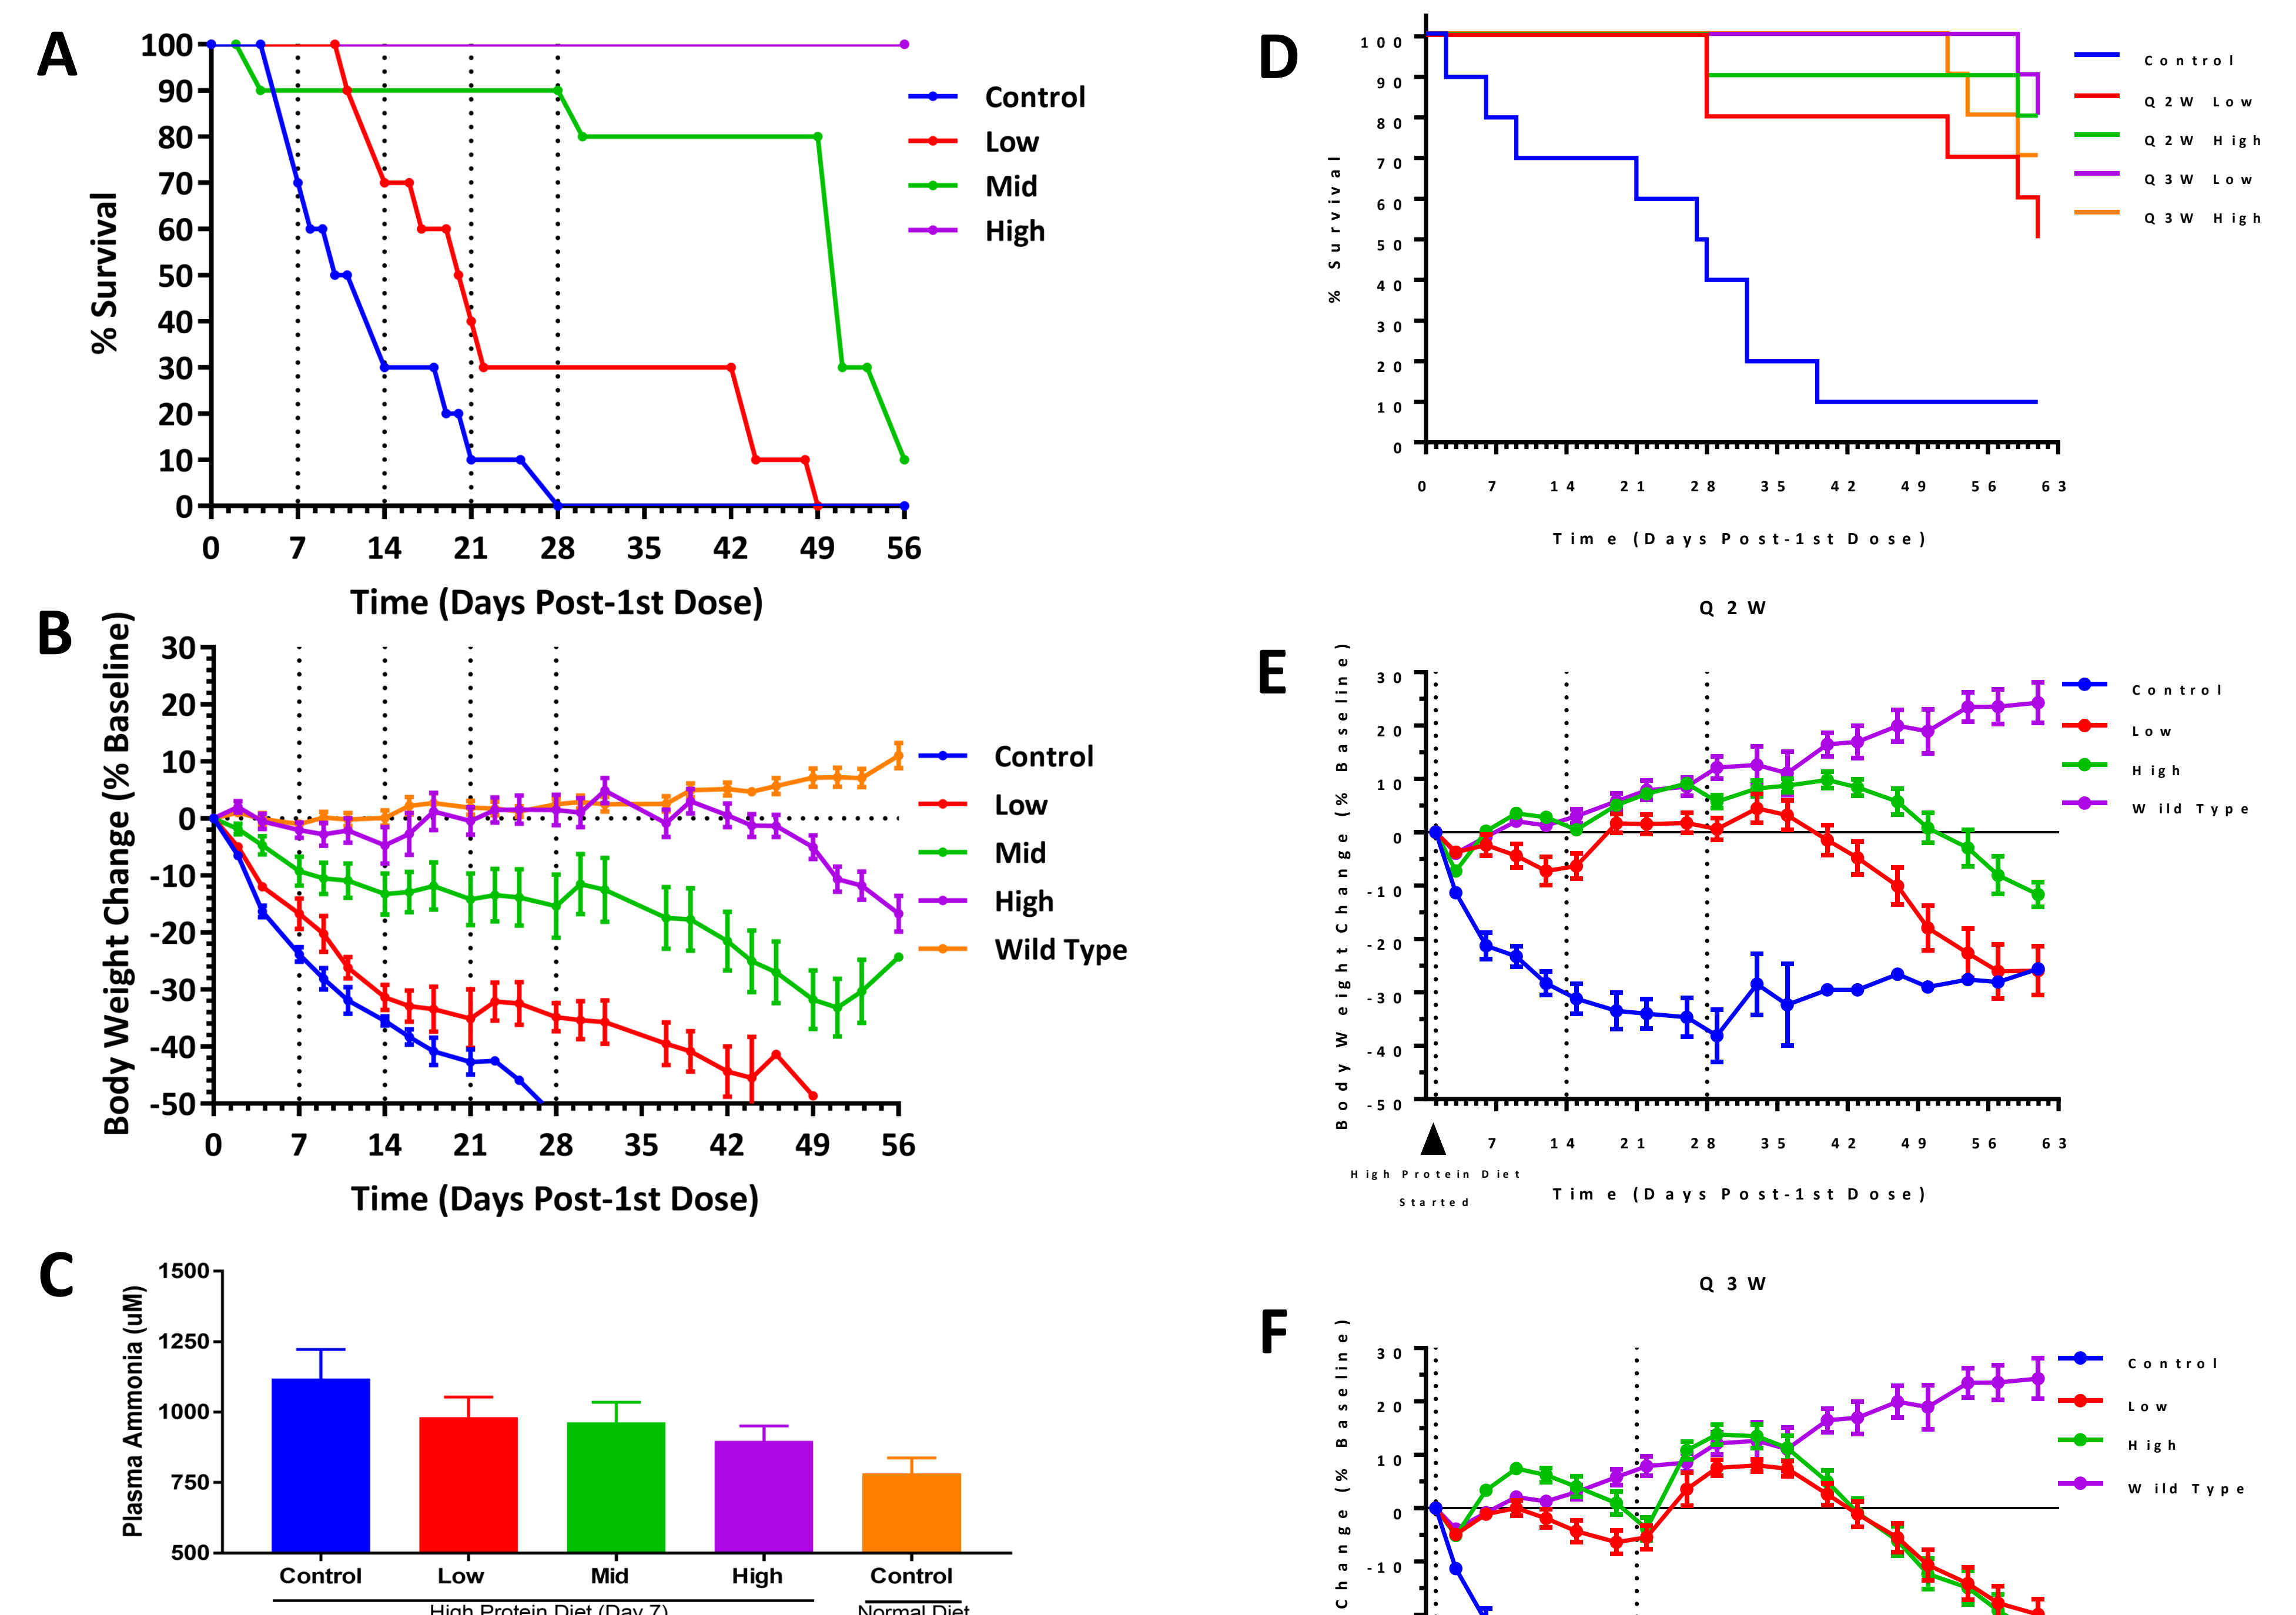 A
% Survival
100
90
80
70
60
50
40
30
20
10
0
0 7 14 21 28 35 42 49 56
Time (Days Post-1st Dose)
Control
Low
Mid
High
B
Body Weight Change (% Baseline)
30
20
10
0
-10
-20
-30
-40
-50
0 7 14 21 28 35 42 49 56
Time (Days Post-1st Dose)
Control
Low
Mid
High
Wild Type
C
Plasma Ammonia (uM)
1500
1250
1000
750
500
Control Low Mid High Control
High Protein Diet (Day 7) Normal Diet
D
% Survival
100
90
80
70
60
50
40
30
20
10
0
0 7 14 21 28 35 42 49 56 63
Time (Days Post-1st Dose)
Control
Q2W Low
Q2W High
Q3W Low
Q3W High
E
Q2W
Body Weight Change (% Baseline)
30
20
10
0
-10
-20
-30
-40
-50
7 14 21 28 35 42 49 56 63
High Protein Diet
Started
Time (Days Post-1st Dose)
Control
Low
High
Wild Type
F
Q3W
Change (% Baseline)
30
20
10
0
-10
Control
Low
High
Wild Type